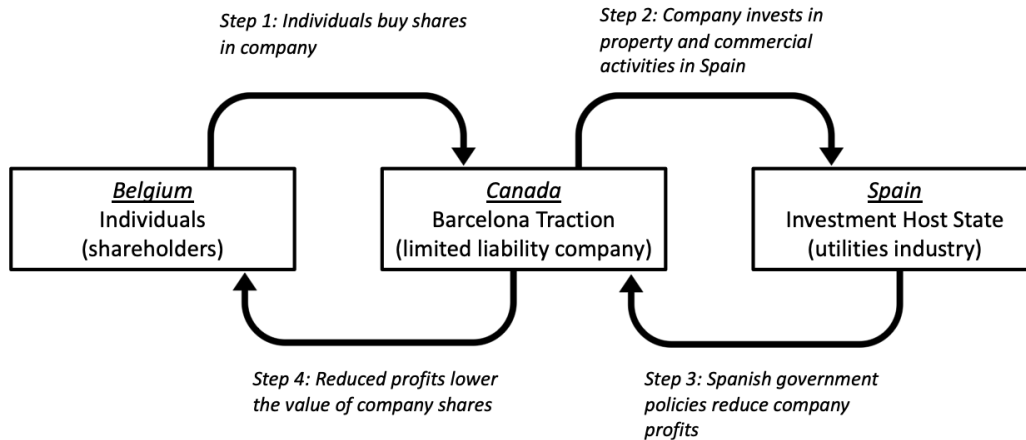 Step 1: Individuals buy shares
in company
Step 2: Company invests in
property and commercial
activities in Spain
Belgium
Individuals
(shareholders)
Canada
Barcelona Traction
(limited liability company)
Spain
Investment Host State
(utilities industry)
Step 4: Reduced profits lower
the value of company shares
Step 3: Spanish government
policies reduce company
profits